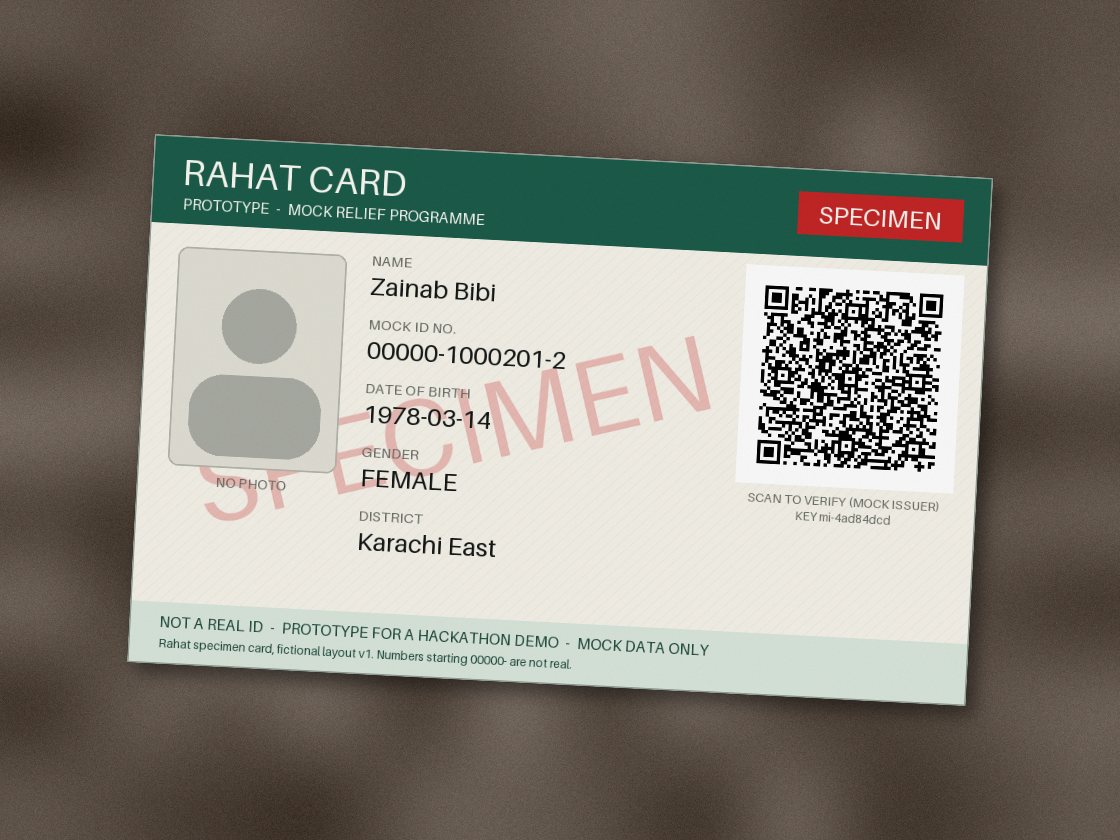 RAHAT CARD
PROTOTYPE - MOCK RELIEF PROGRAMME
SPECIMEN
NAME
Zainab Bibi
MOCK ID NO.
00000-1000201-2
DATE OF BIRTH
1978-03-14
GENDER
FEMALE
DISTRICT
Karachi East
NO PHOTO
SPECIMEN
SCAN TO VERIFY (MOCK ISSUER)
KEY mi-4ad84dcd
NOT A REAL ID - PROTOTYPE FOR A HACKATHON DEMO - MOCK DATA ONLY
Rahat specimen card, fictional layout v1. Numbers starting 00000- are not real.